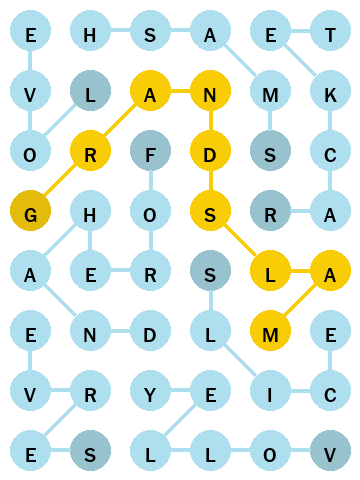 E H S A E T
V L A N M K
O R F D S C
G H O S R A
A E R S L A
E N D L M E
V R Y E I C
E S L L O V